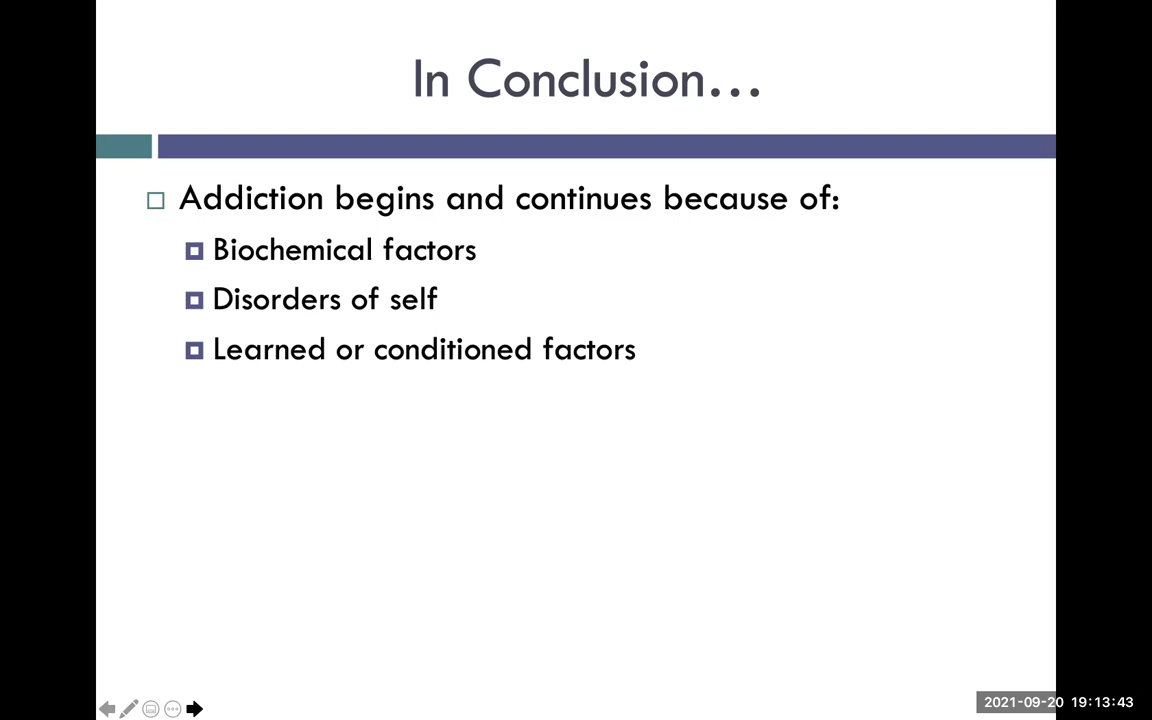 In Conclusion...
Addiction begins and continues because of:
Biochemical factors
Disorders of self
Learned or conditioned factors
2021-09-20 19:13:43